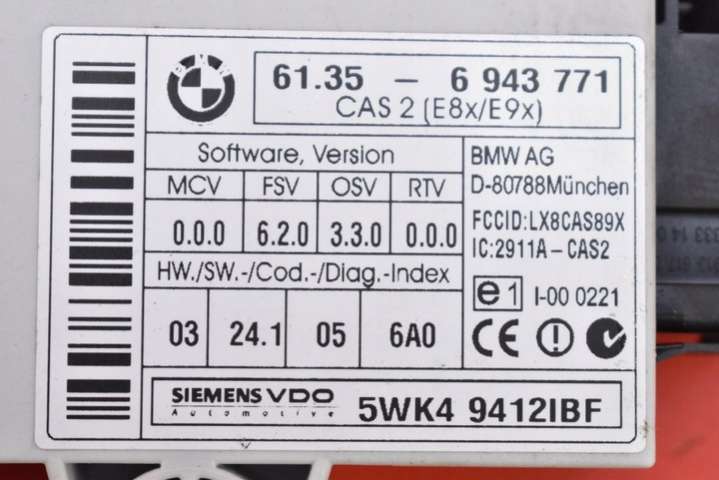 BMW
61.35 – 6 943 771
CAS 2 (E8x/E9x)
Software, Version
MCV FSV OSV RTV
0.0.0 6.2.0 3.3.0 0.0.0
HW./SW.-/Cod.-/Diag.-Index
03 24.1 05 6A0
BMW AG
D-80788München
FCCID:LX8CAS89X
IC:2911A – CAS2
e1 I-00 0221
CE
SIEMENS VDO
Automotive
5WK4 9412IBF